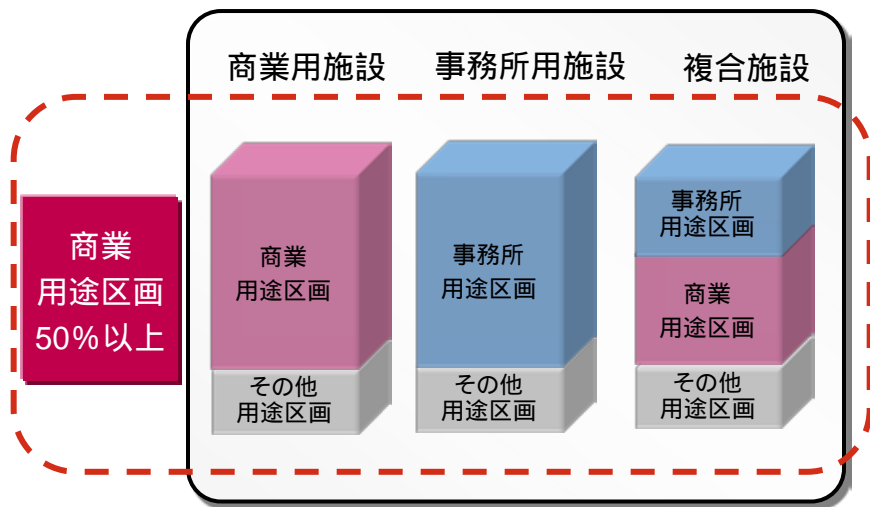 商業用施設
事務所用施設
複合施設
商業
用途区画
50%以上
商業
用途区画
その他
用途区画
事務所
用途区画
その他
用途区画
事務所
用途区画
商業
用途区画
その他
用途区画